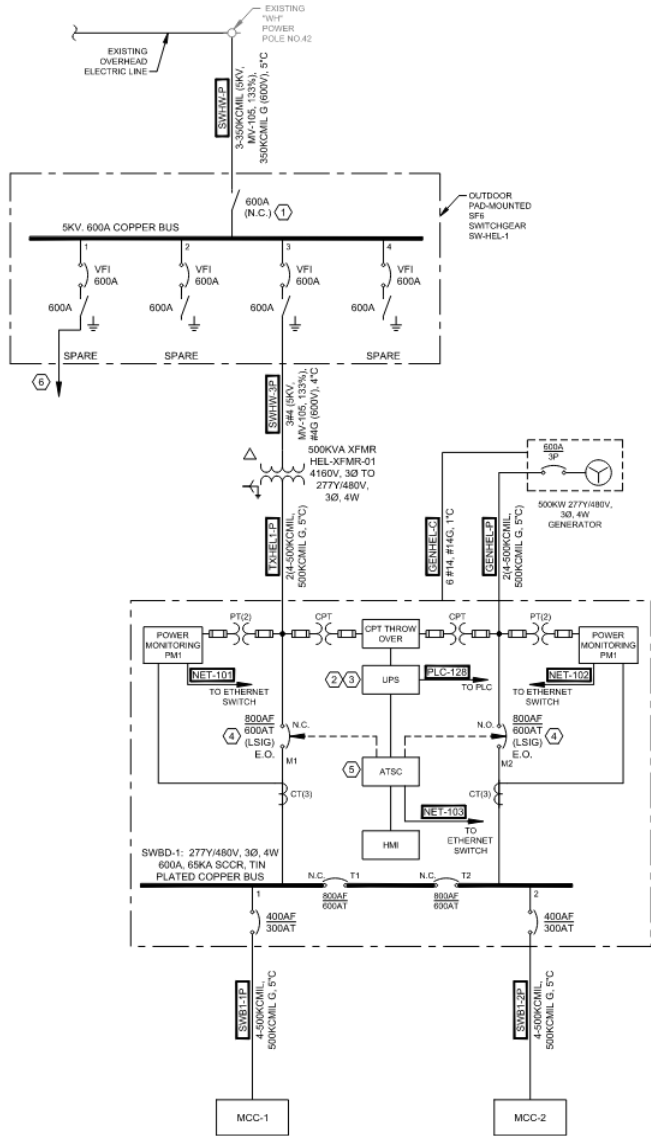 EXISTING
"WH"
POWER
POLE NO.42
EXISTING
OVERHEAD
ELECTRIC LINE
SWHW-P
3-350KCMIL (5KV,
MV-105, 133%),
350KCMIL G (600V), 5"C
600A
(N.C.)
1
OUTDOOR
PAD-MOUNTED
SF6
SWITCHGEAR
SW-HEL-1
5KV. 600A COPPER BUS
1
2
3
4
VFI
600A
VFI
600A
VFI
600A
VFI
600A
600A
600A
600A
600A
SPARE
SPARE
SPARE
6
SWHW-3P
3#4 (5KV,
MV-105, 133%),
#4G (600V), 4"C
500KVA XFMR
HEL-XFMR-01
4160V, 3Ø TO
277Y/480V,
3Ø, 4W
600A
3P
500KW 277Y/480V,
3Ø, 4W
GENERATOR
TXHEL1-P
2(4-500KCMIL,
500KCMIL G, 5"C)
GENHEL-C
6 #14, #14G, 1"C
GENHEL-P
2(4-500KCMIL,
500KCMIL G, 5"C)
POWER
MONITORING
PM1
PT(2)
CPT
CPT THROW
OVER
CPT
PT(2)
POWER
MONITORING
PM1
NET-101
TO ETHERNET
SWITCH
2
3
UPS
PLC-128
TO PLC
NET-102
TO ETHERNET
SWITCH
4
800AF
600AT
(LSIG)
E.O.
N.C.
M1
N.O.
800AF
600AT
(LSIG)
E.O.
4
M2
5
ATSC
CT(3)
CT(3)
NET-103
TO
ETHERNET
SWITCH
HMI
SWBD-1: 277Y/480V, 3Ø, 4W
600A, 65KA SCCR, TIN
PLATED COPPER BUS
N.C.
T1
N.C.
T2
800AF
600AT
800AF
600AT
1
2
400AF
300AT
400AF
300AT
SWB1-1P
4-500KCMIL,
500KCMIL G, 5"C
SWB1-2P
4-500KCMIL,
500KCMIL G, 5"C
MCC-1
MCC-2